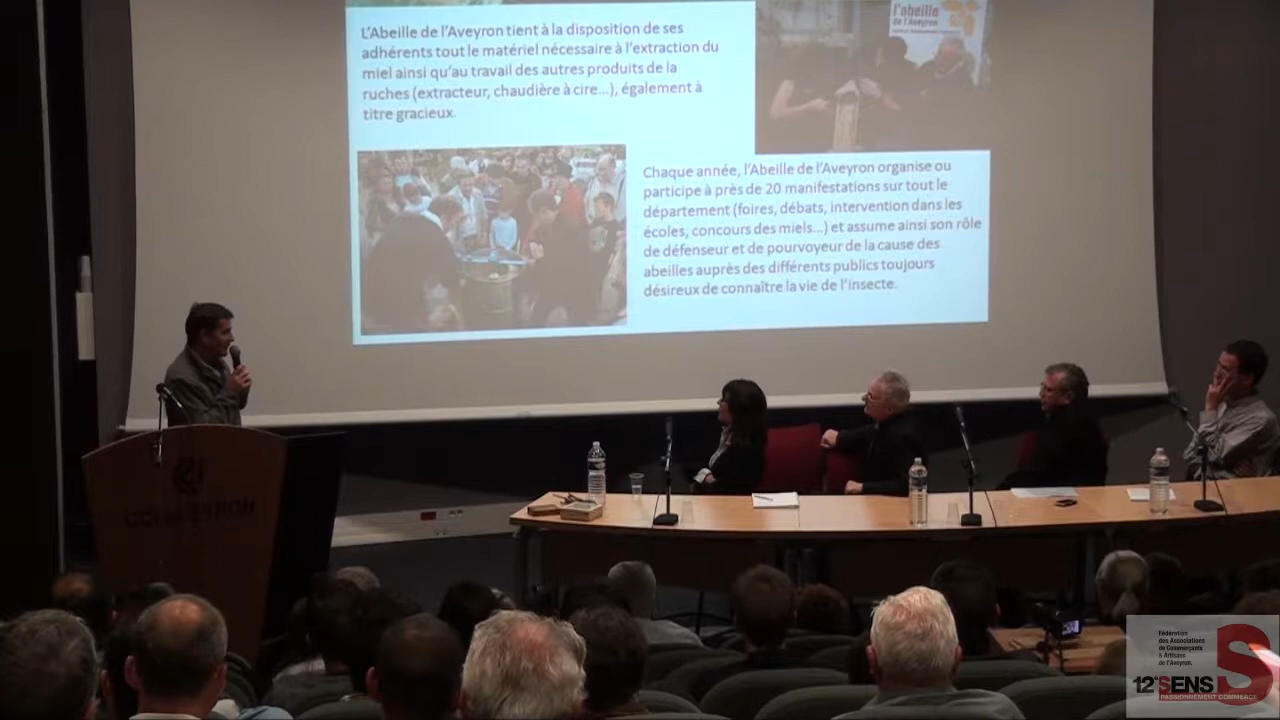 l'abeille
de l'Aveyron
L'Abeille de l'Aveyron tient à la disposition de ses
adhérents tout le matériel nécessaire à l'extraction du
miel ainsi qu'au travail des autres produits de la
ruches (extracteur, chaudière à cire...), également à
titre gracieux.
Chaque année, l'Abeille de l'Aveyron organise ou
participe à près de 20 manifestations sur tout le
département (foires, débats, intervention dans les
écoles, concours des miels...) et assume ainsi son rôle
de défenseur et de pourvoyeur de la cause des
abeilles auprès des différents publics toujours
désireux de connaître la vie de l'insecte.
CCI AVEYRON
Fédération
des Associations
de Commerçants
& Artisans
de l'Aveyron.
12°SENS
PASSIONNÉMENT COMMERCE
S